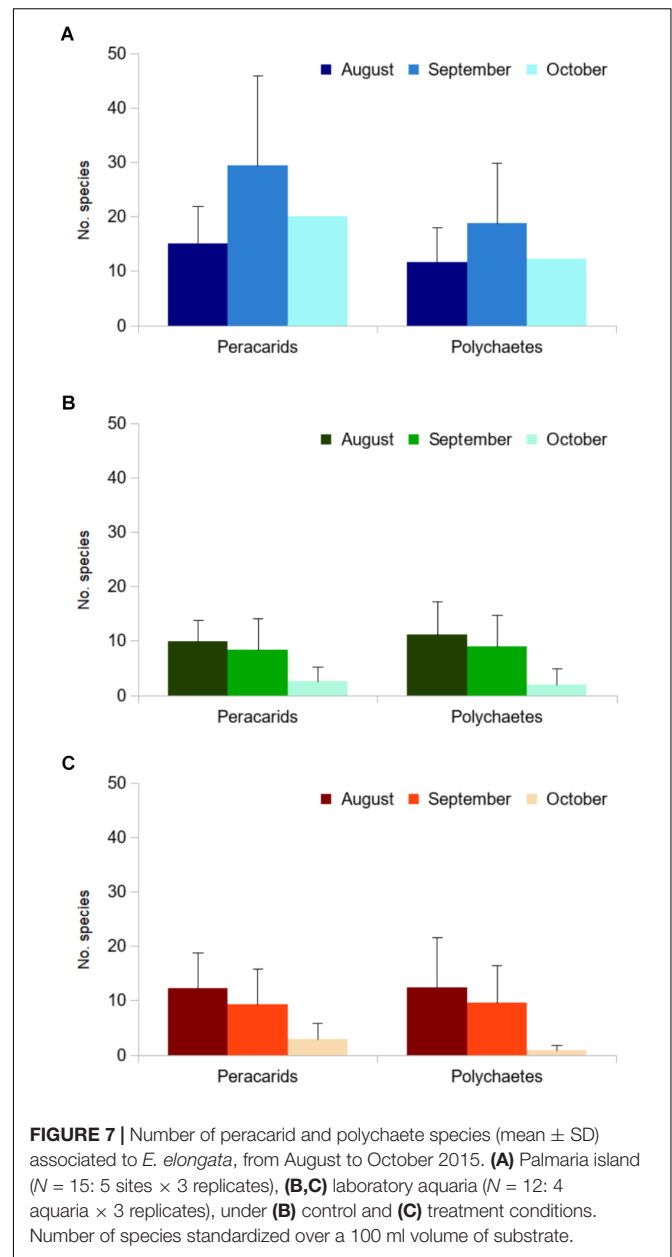 A
50
40
30
20
10
0
No. species
August September October
Peracarids Polychaetes
B
50
40
30
20
10
0
No. species
August September October
Peracarids Polychaetes
C
50
40
30
20
10
0
No. species
August September October
Peracarids Polychaetes
FIGURE 7 | Number of peracarid and polychaete species (mean ± SD)
associated to E. elongata, from August to October 2015. (A) Palmaria island
(N = 15: 5 sites × 3 replicates), (B,C) laboratory aquaria (N = 12: 4
aquaria × 3 replicates), under (B) control and (C) treatment conditions.
Number of species standardized over a 100 ml volume of substrate.